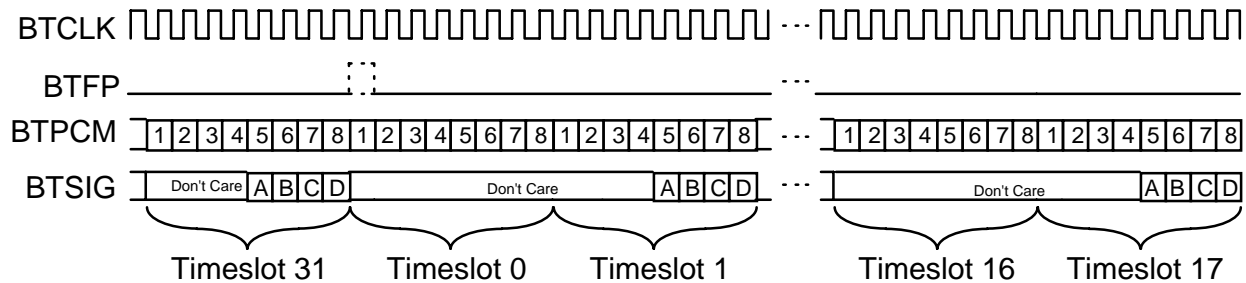 BTCLK ···
BTFP ···
BTPCM 1 2 3 4 5 6 7 8 1 2 3 4 5 6 7 8 1 2 3 4 5 6 7 8 ··· 1 2 3 4 5 6 7 8 1 2 3 4 5 6 7 8
BTSIG Don't Care A B C D Don't Care A B C D ··· Don't Care A B C D
Timeslot 31 Timeslot 0 Timeslot 1 Timeslot 16 Timeslot 17